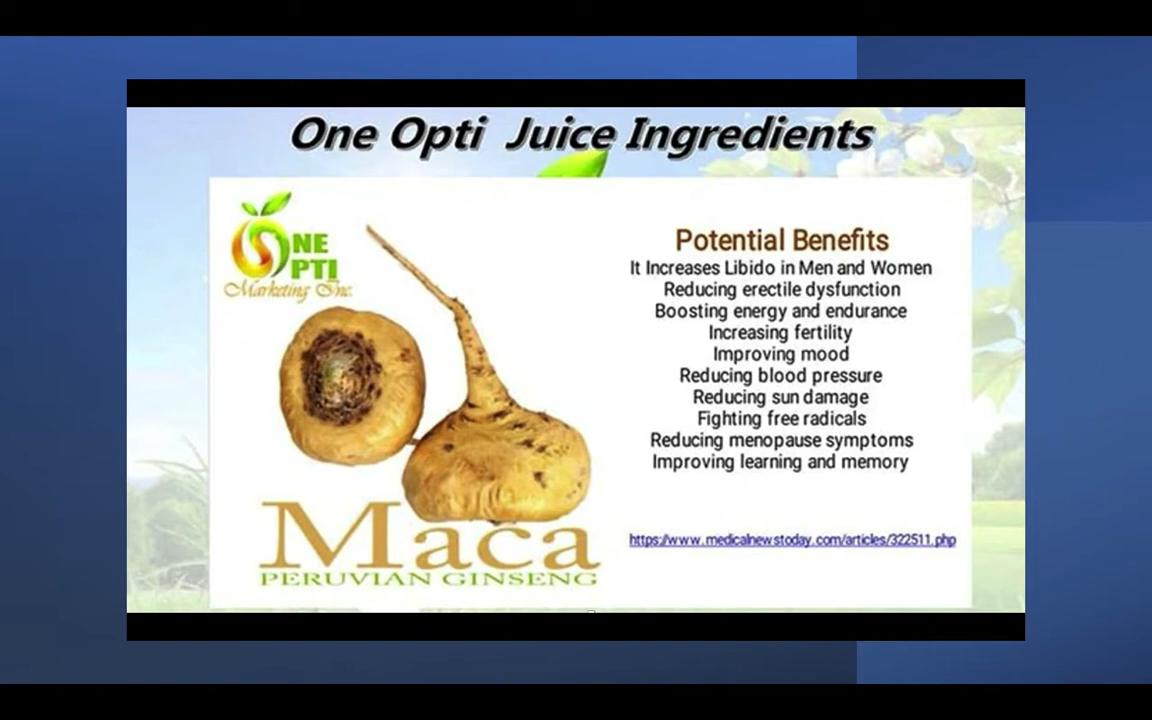 One Opti Juice Ingredients
ONE
OPTI
Marketing Inc.
Potential Benefits
It Increases Libido in Men and Women
Reducing erectile dysfunction
Boosting energy and endurance
Increasing fertility
Improving mood
Reducing blood pressure
Reducing sun damage
Fighting free radicals
Reducing menopause symptoms
Improving learning and memory
https://www.medicalnewstoday.com/articles/322511.php
Maca
PERUVIAN GINSENG